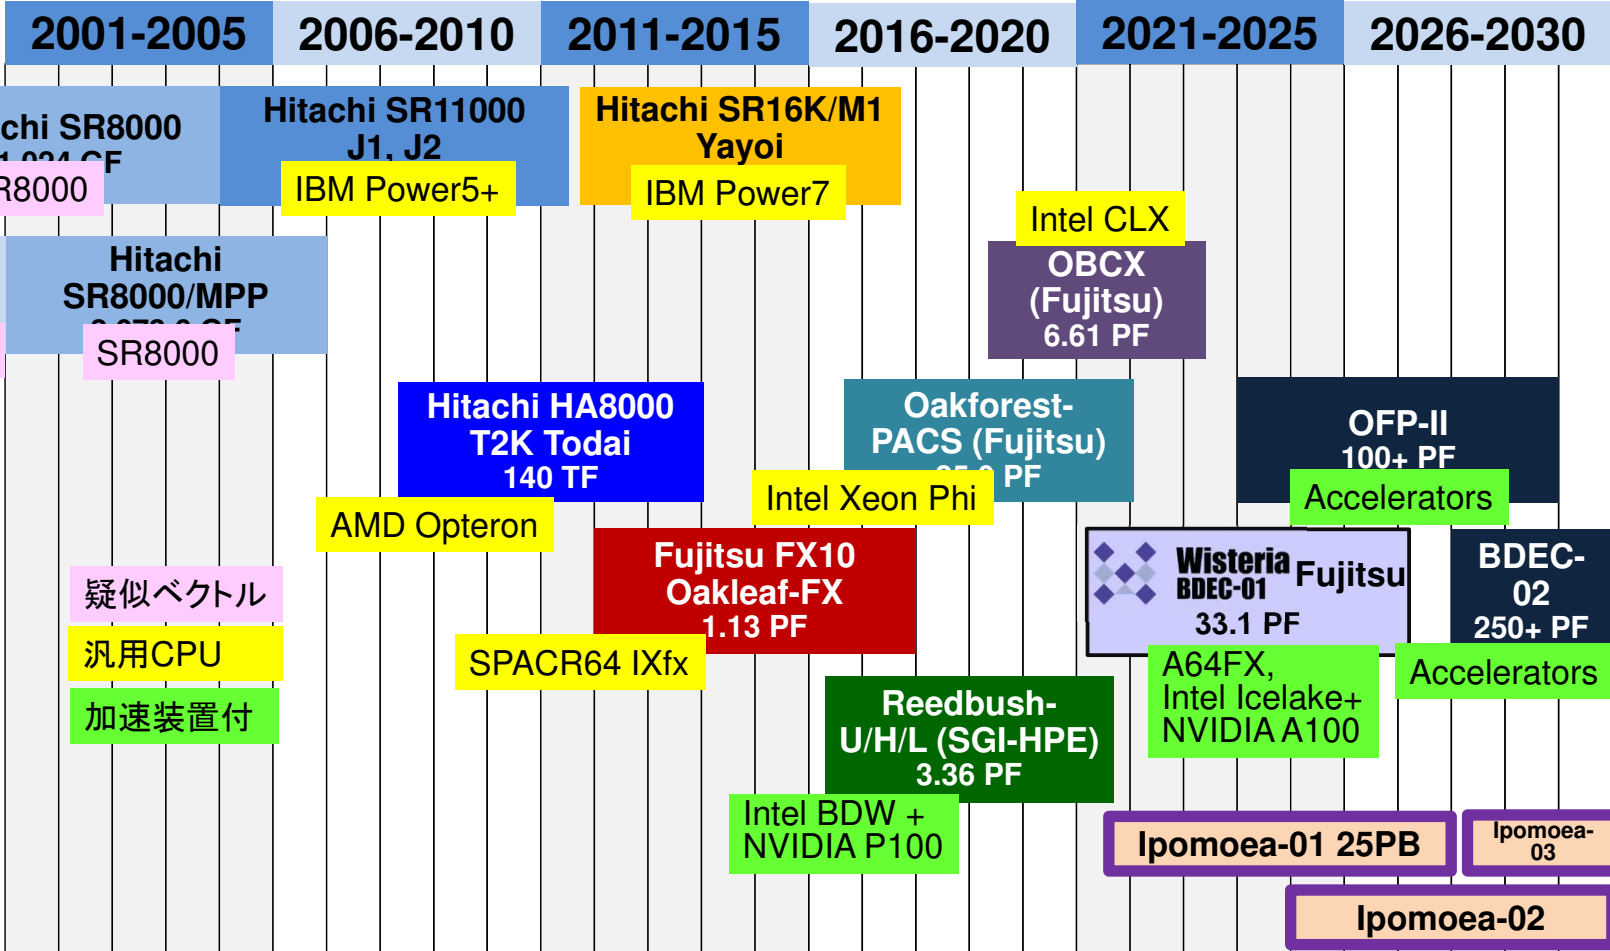 2001-2005 2006-2010 2011-2015 2016-2020 2021-2025 2026-2030
chi SR8000
R8000
Hitachi SR11000
J1, J2
IBM Power5+
Hitachi SR16K/M1
Yayoi
IBM Power7
Intel CLX
OBCX
(Fujitsu)
6.61 PF
Hitachi
SR8000/MPP
SR8000
Hitachi HA8000
T2K Todai
140 TF
AMD Opteron
Oakforest-
PACS (Fujitsu)
PF
Intel Xeon Phi
OFP-II
100+ PF
Accelerators
Fujitsu FX10
Oakleaf-FX
1.13 PF
SPACR64 IXfx
Wisteria
BDEC-01
Fujitsu
33.1 PF
A64FX,
Intel Icelake+
NVIDIA A100
BDEC-
02
250+ PF
Accelerators
疑似ベクトル
汎用CPU
加速装置付
Reedbush-
U/H/L (SGI-HPE)
3.36 PF
Intel BDW +
NVIDIA P100
Ipomoea-01 25PB
Ipomoea-
03
Ipomoea-02